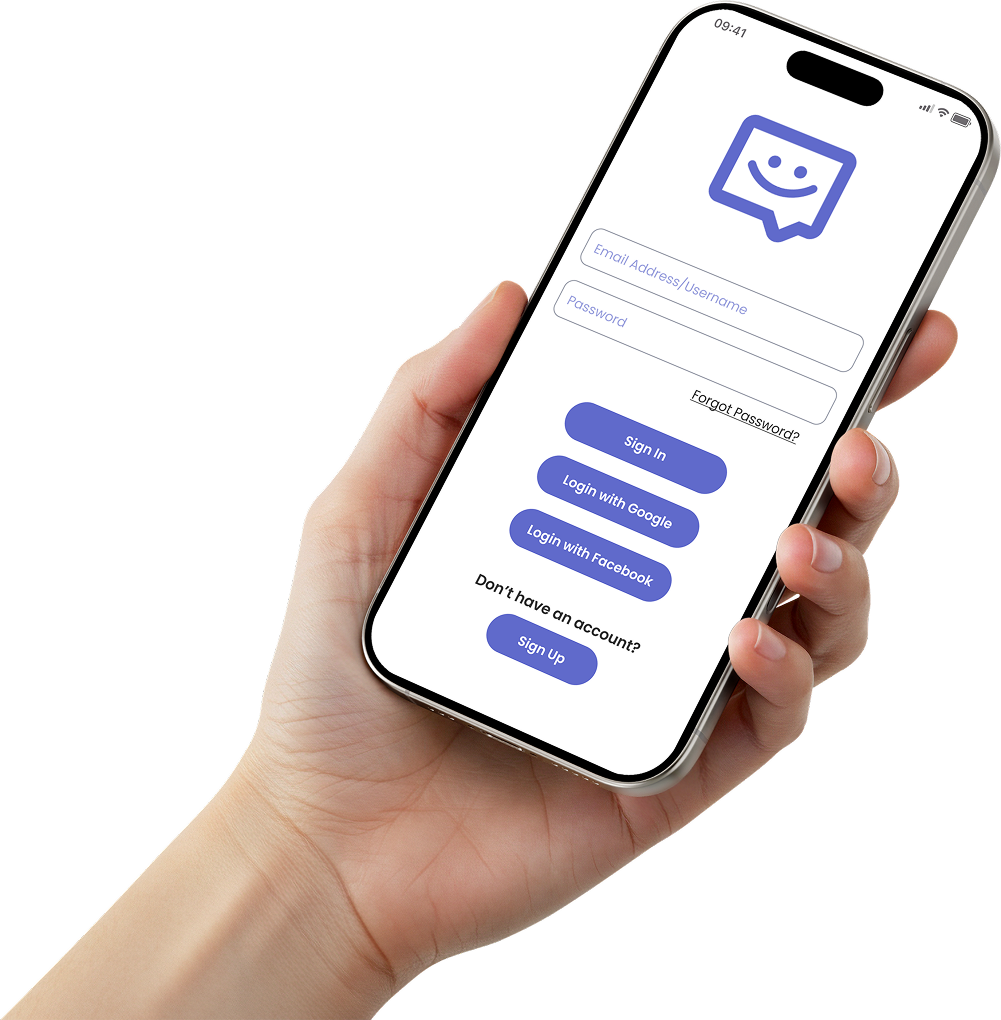 09:41
Email Address/Username
Password
Forgot Password?
Sign In
Login with Google
Login with Facebook
Don't have an account?
Sign Up